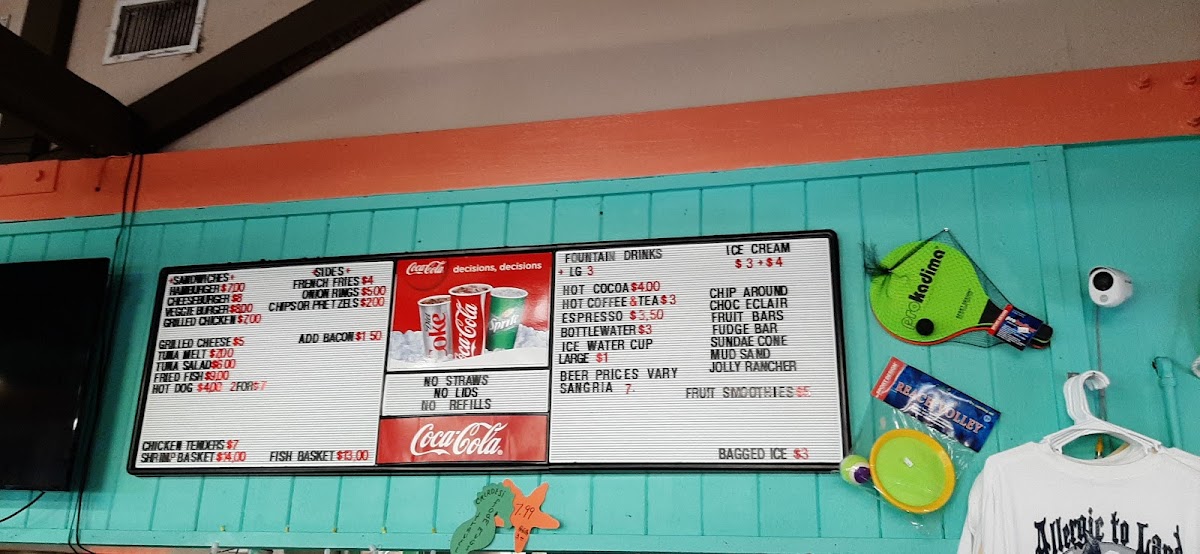 +SANDWICHES+
HAMBURGER $7.00
CHEESEBURGER $8
VEGGIE BURGER $8.00
GRILLED CHICKEN $7.00
GRILLED CHEESE $5
TUNA MELT $7.00
TUNA SALAD $6.00
FRIED FISH $9.00
HOT DOG $4.00 2 FOR $7
CHICKEN TENDERS $7
SHRIMP BASKET $14.00
+SIDES+
FRENCH FRIES $4
ONION RINGS $5.00
CHIPS OR PRETZELS $2.00
ADD BACON $1.50
FISH BASKET $13.00
Coca-Cola
decisions, decisions
Coke
Coca-Cola
Sprite
NO STRAWS
NO LIDS
NO REFILLS
Coca-Cola
FOUNTAIN DRINKS
+ LG 3
HOT COCOA $4.00
HOT COFFEE & TEA $3
ESPRESSO $3.50
BOTTLEWATER $3
ICE WATER CUP
LARGE $1
BEER PRICES VARY
SANGRIA 7.
ICE CREAM
$3 + $4
CHIP AROUND
CHOC ECLAIR
FRUIT BARS
FUDGE BAR
SUNDAE CONE
MUD SAND
JOLLY RANCHER
FRUIT SMOOTHIES $5
BAGGED ICE $3
pro kadima
7.99
Allergic to Land